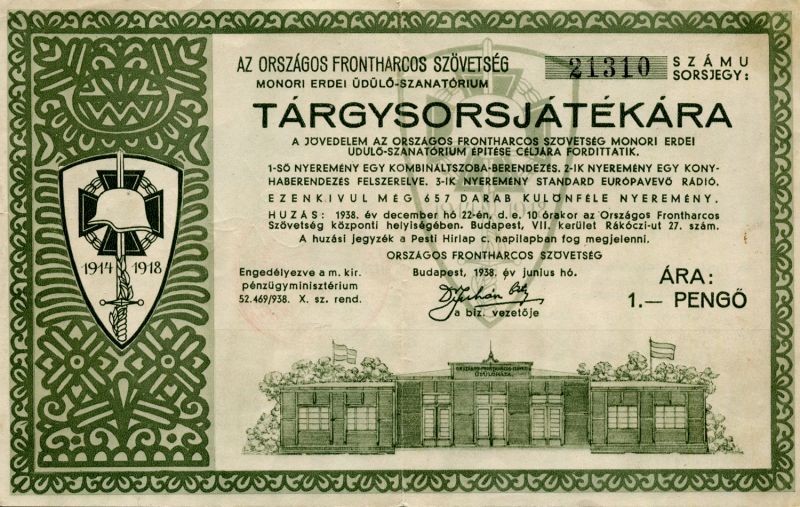 AZ ORSZÁGOS FRONTHARCOS SZÖVETSÉG
MONORI ERDEI ÜDÜLŐ-SZANATÓRIUM
21310 SZÁMU
SORSJEGY:
TÁRGYSORSJÁTÉKÁRA
A JÖVEDELEM AZ ORSZÁGOS FRONTHARCOS SZÖVETSÉG MONORI ERDEI
ÜDÜLŐ-SZANATÓRIUM ÉPITÉSE CÉLJÁRA FORDITTATIK.
1-SŐ NYEREMÉNY EGY KOMBINÁLTSZOBA-BERENDEZÉS. 2-IK NYEREMÉNY EGY KONY-
HABERENDEZÉS FELSZERELVE. 3-IK NYEREMÉNY STANDARD EURÓPAVEVŐ RÁDIÓ.
EZENKIVUL MÉG 657 DARAB KULÖNFÉLE NYEREMÉNY.
HUZÁS: 1938. év december hó 22-én, d. e. 10 órakor az Országos Frontharcos
Szövetség központi helyiségében. Budapest, VII. kerület Rákóczi-ut 27. szám.
A huzási jegyzék a Pesti Hirlap c. napilapban fog megjelenni.
ORSZÁGOS FRONTHARCOS SZÖVETSÉG
Engedélyezve a m. kir.
pénzügyminisztérium
52.469/1938. X. sz. rend.
Budapest, 1938. év junius hó.
a biz. vezetője
ÁRA:
1.— PENGŐ
1914 1918
ORSZÁGOS FRONTHARCOS SZÖVETSÉG
ÜDÜLŐHÁZA